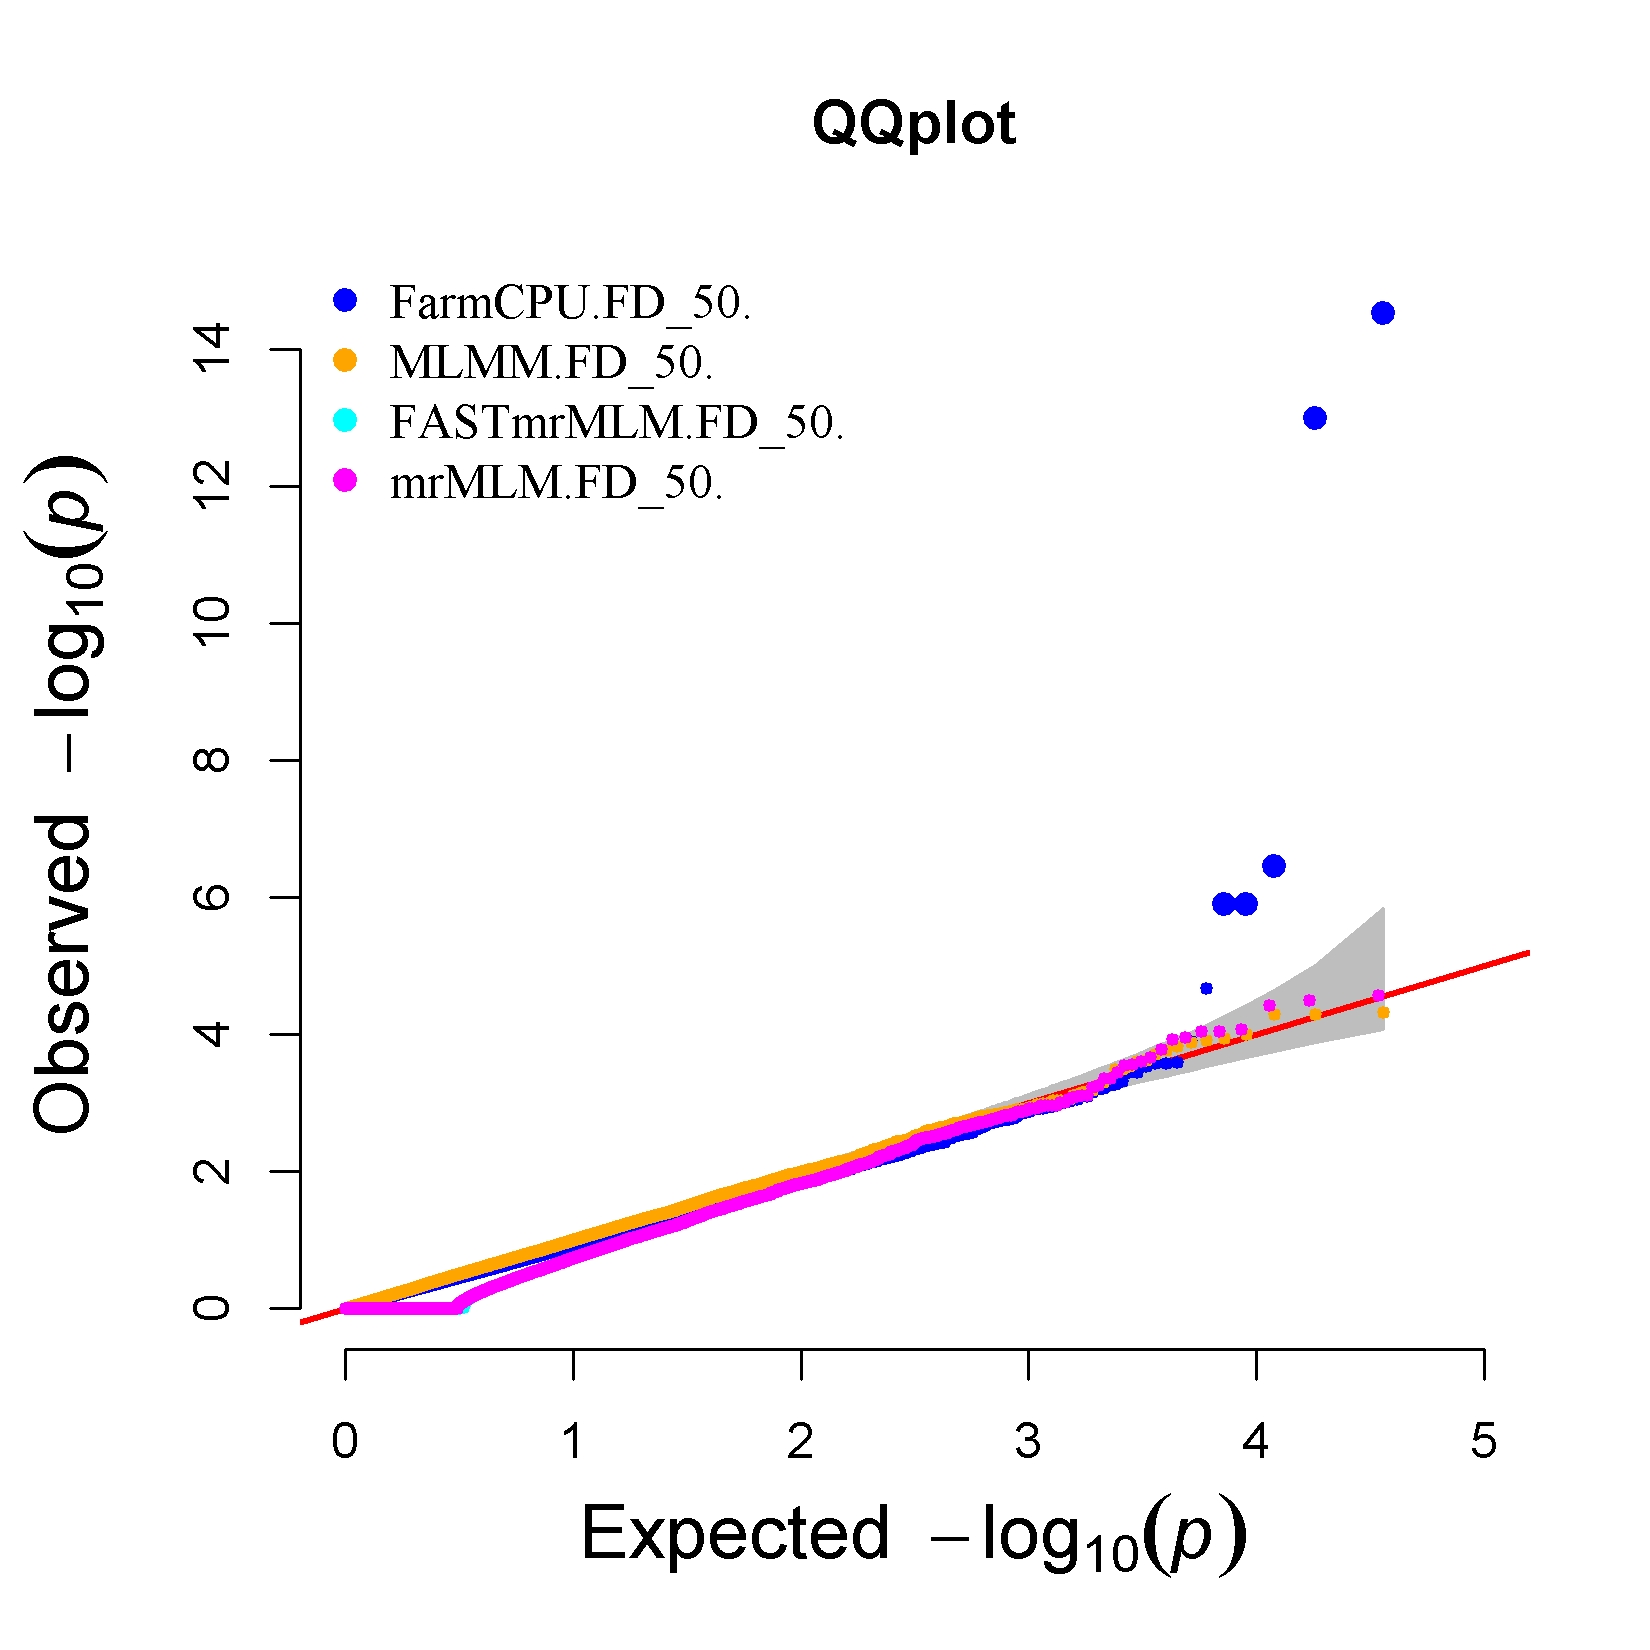 QQplot
FarmCPU.FD_50.
MLMM.FD_50.
FASTmrMLM.FD_50.
mrMLM.FD_50.
Observed −log10(p)
14
12
10
8
6
4
2
0
0 1 2 3 4 5
Expected −log10(p)